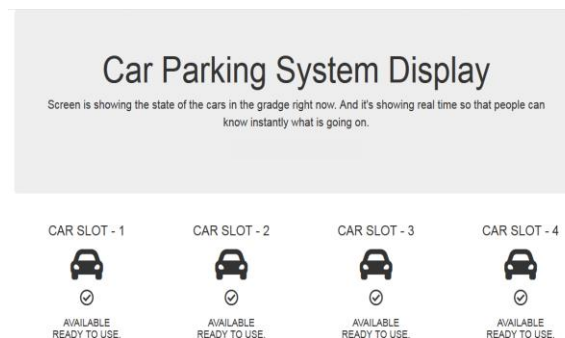 Car Parking System Display
Screen is showing the state of the cars in the gradge right now. And it's showing real time so that people can
know instantly what is going on.
CAR SLOT - 1 CAR SLOT - 2 CAR SLOT - 3 CAR SLOT - 4
AVAILABLE AVAILABLE AVAILABLE AVAILABLE
READY TO USE. READY TO USE. READY TO USE. READY TO USE.